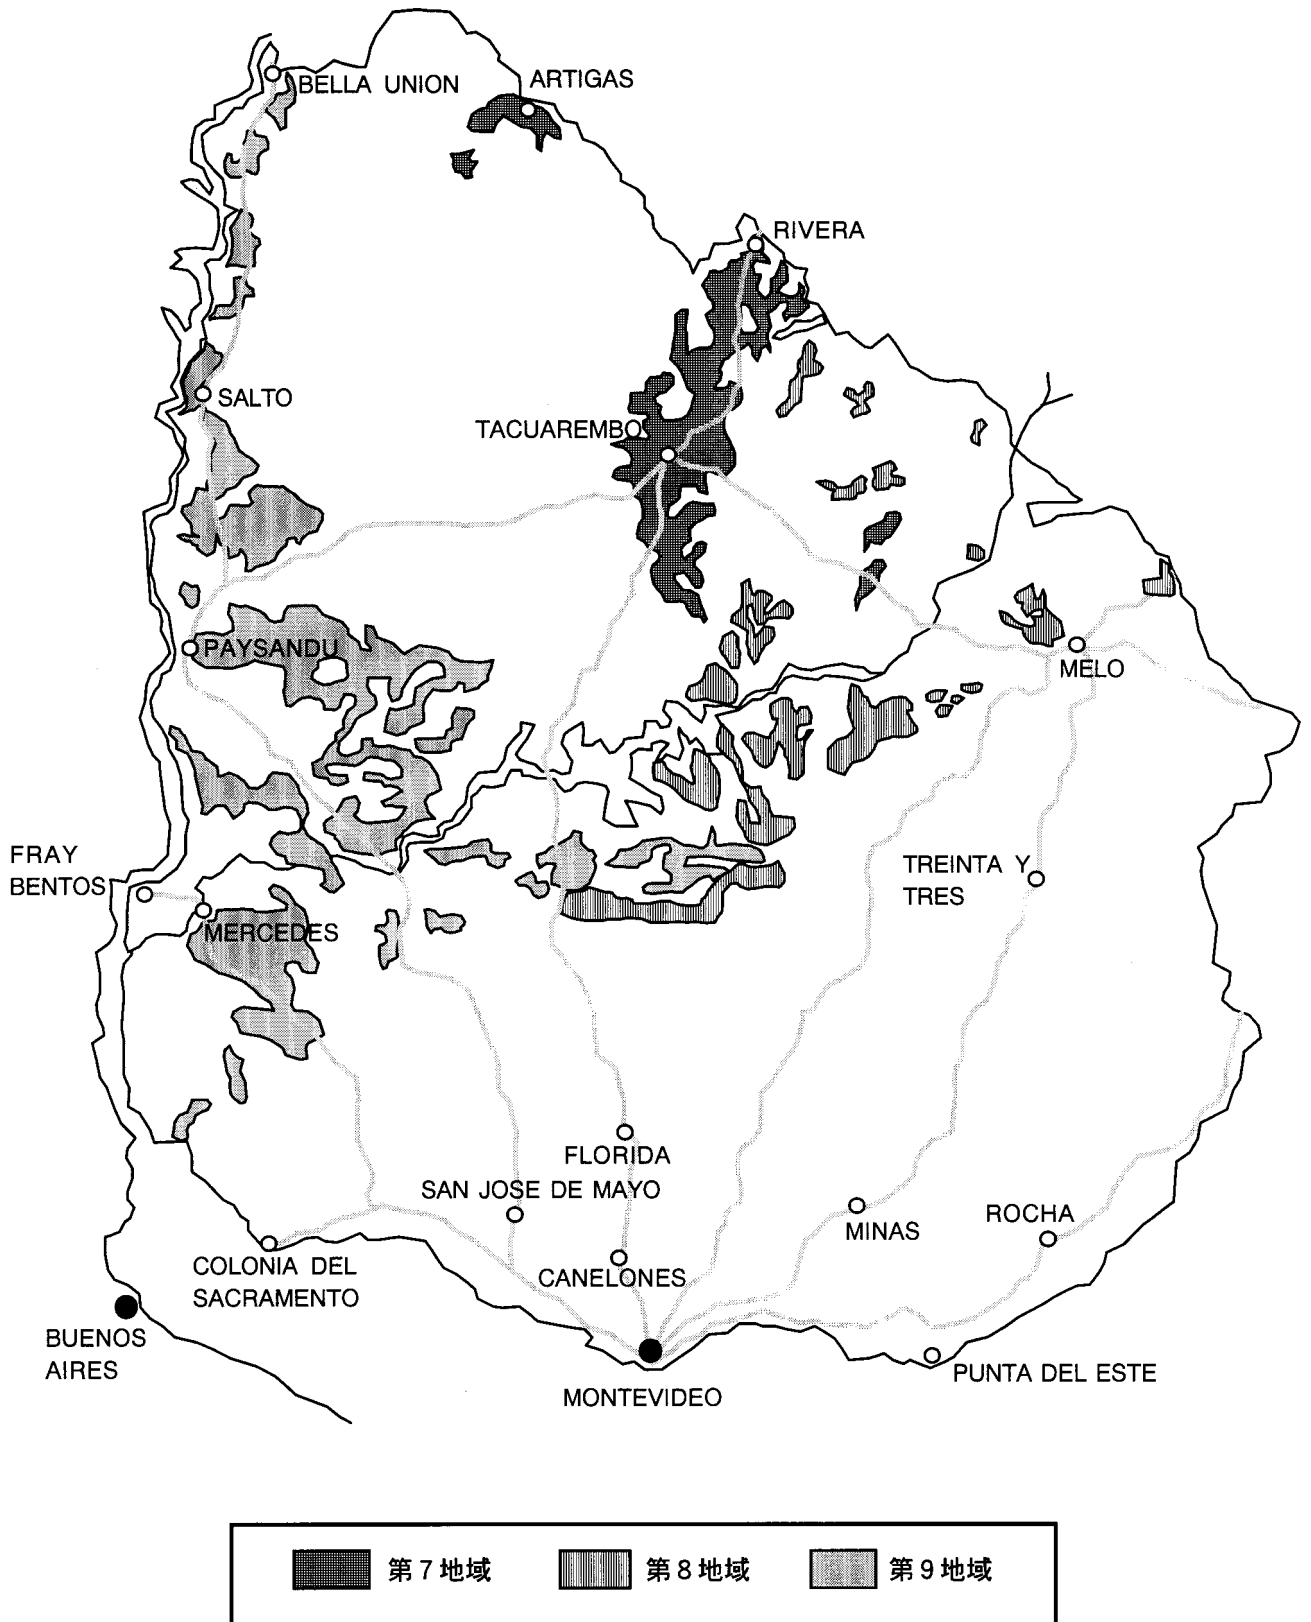 BELLA UNION
ARTIGAS
RIVERA
SALTO
TACUAREMBO
PAYSANDU
MELO
FRAY
BENTOS
MERCEDES
TREINTA Y
TRES
FLORIDA
SAN JOSE DE MAYO
MINAS
ROCHA
COLONIA DEL
SACRAMENTO
CANELONES
BUENOS
AIRES
MONTEVIDEO
PUNTA DEL ESTE
第7地域
第8地域
第9地域